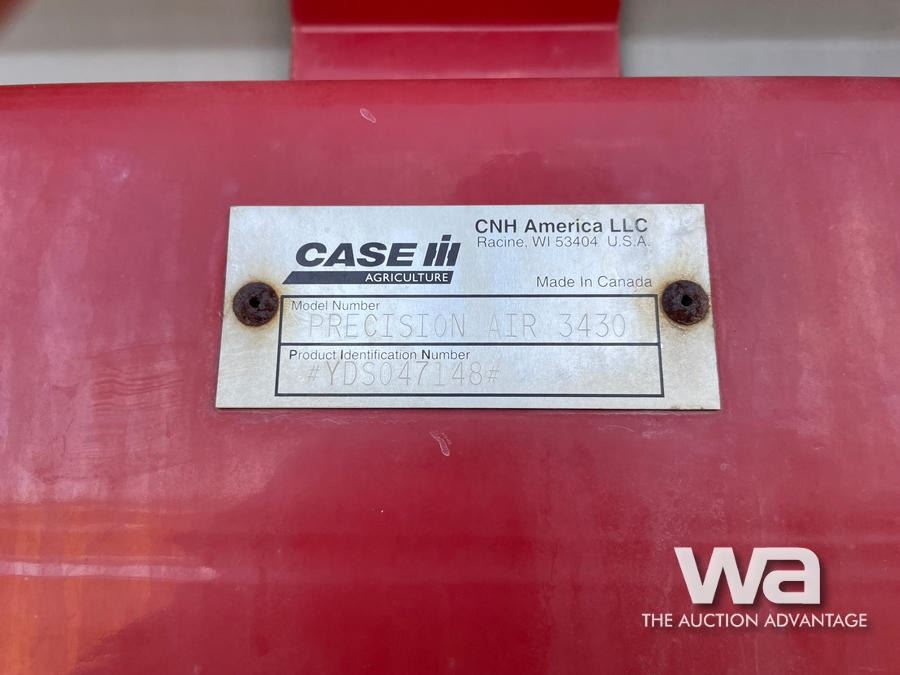 CNH America LLC
Racine, WI 53404 U.S.A.
CASE IH
AGRICULTURE
Made In Canada
Model Number
PRECISION AIR 3430
Product Identification Number
#YDS047148#
wa
THE AUCTION ADVANTAGE